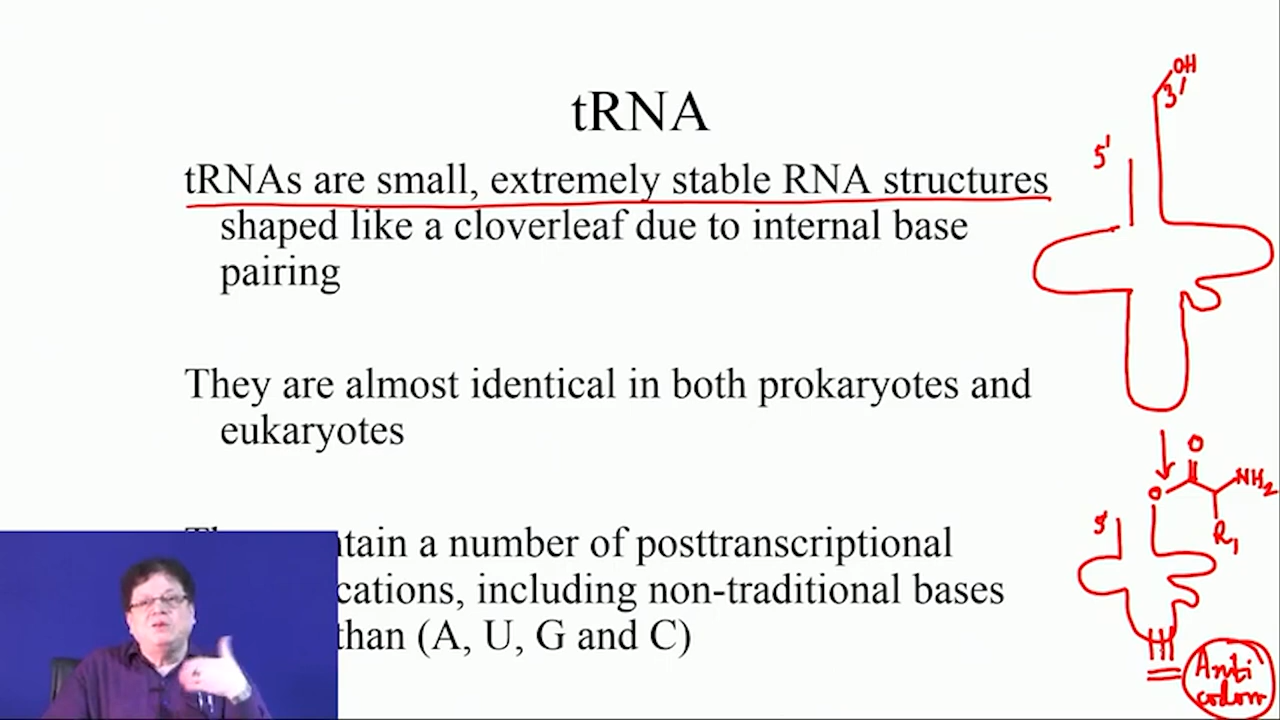 tRNA
tRNAs are small, extremely stable RNA structures
shaped like a cloverleaf due to internal base
pairing
They are almost identical in both prokaryotes and
eukaryotes
a number of posttranscriptional
including non-traditional bases
than (A, U, G and C)
OH
3'
5'
O
O
NH2
R1
5'
Anti
codon